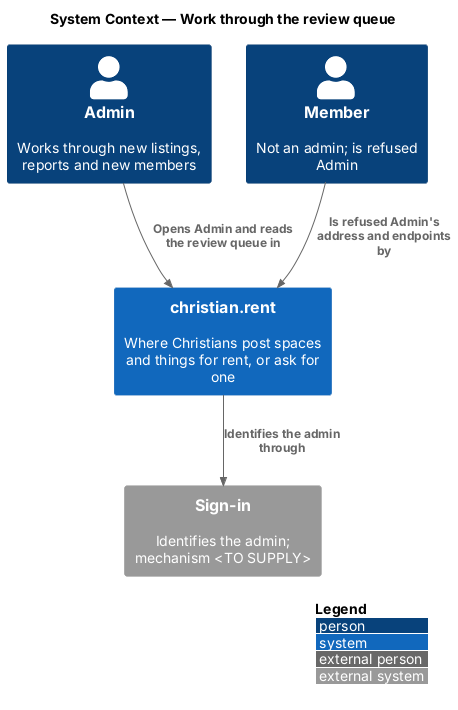 System Context — Work through the review queue
Admin
Works through new listings,
reports and new members
Member
Not an admin; is refused
Admin
Opens Admin and reads
the review queue in
Is refused Admin's
address and endpoints
by
christian.rent
Where Christians post spaces
and things for rent, or ask for
one
Identifies the admin
through
Sign-in
Identifies the admin;
mechanism <TO SUPPLY>
Legend
person
system
external person
external system